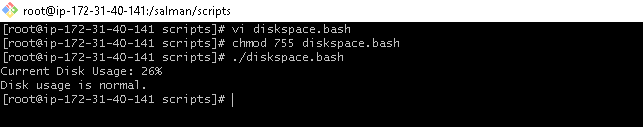 root@ip-172-31-40-141:/salman/scripts
[root@ip-172-31-40-141 scripts]# vi diskspace.bash
[root@ip-172-31-40-141 scripts]# chmod 755 diskspace.bash
[root@ip-172-31-40-141 scripts]# ./diskspace.bash
Current Disk Usage: 26%
Disk usage is normal.
[root@ip-172-31-40-141 scripts]#